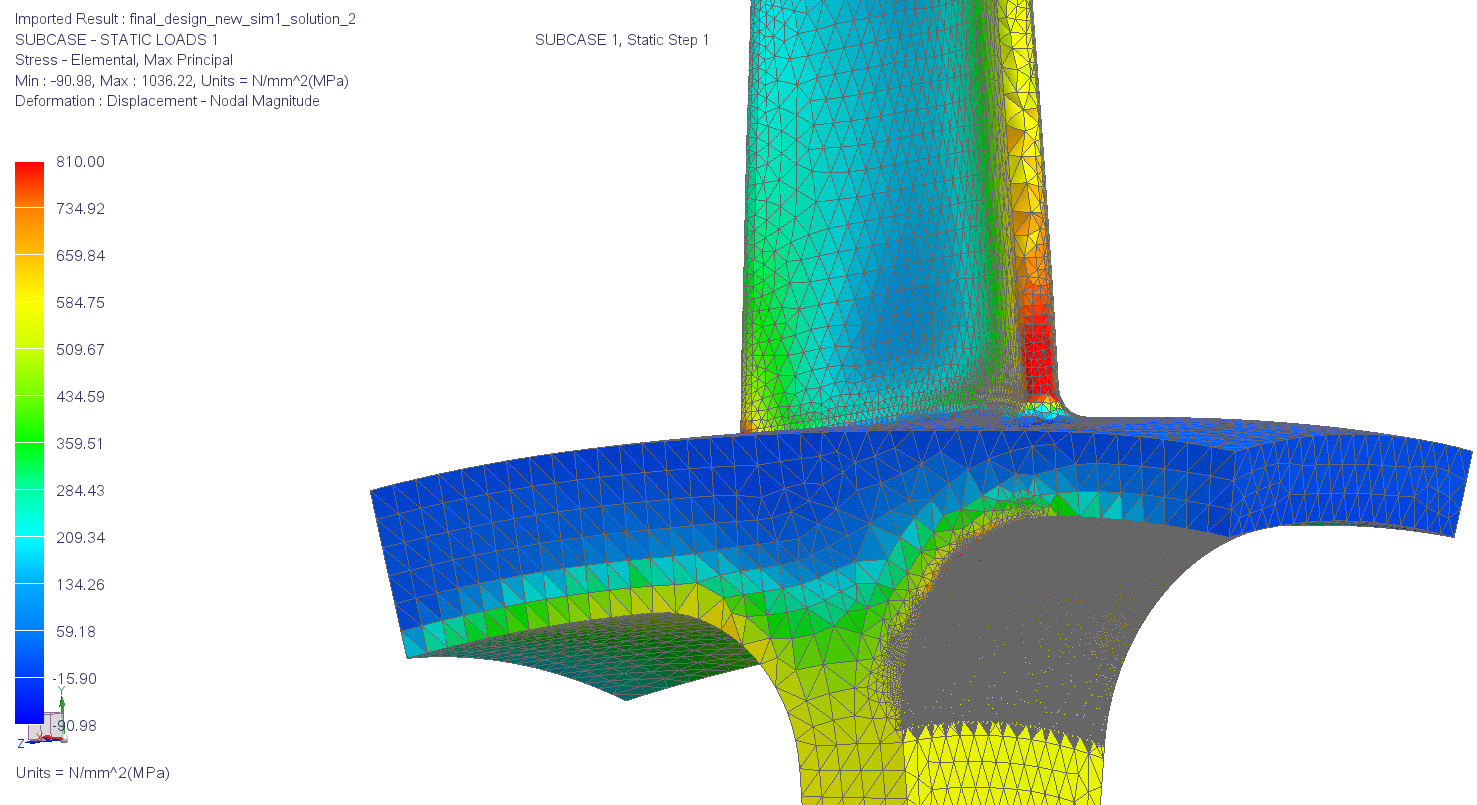 Imported Result : final_design_new_sim1_solution_2
SUBCASE - STATIC LOADS 1
Stress - Elemental, Max Principal
Min : -90.98, Max : 1036.22, Units = N/mm^2(MPa)
Deformation : Displacement - Nodal Magnitude
SUBCASE 1, Static Step 1
810.00
734.92
659.84
584.75
509.67
434.59
359.51
284.43
209.34
134.26
59.18
-15.90
-90.98
Y
X
Z
Units = N/mm^2(MPa)